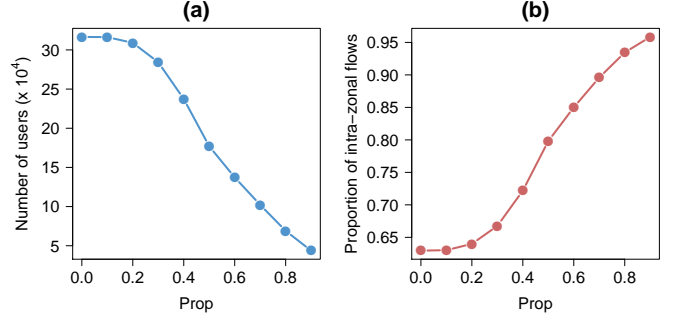 (a)
Number of users (x 10⁴)
30
25
20
15
10
5
0.0 0.2 0.4 0.6 0.8
Prop
(b)
Proportion of intra−zonal flows
0.95
0.90
0.85
0.80
0.75
0.70
0.65
0.0 0.2 0.4 0.6 0.8
Prop